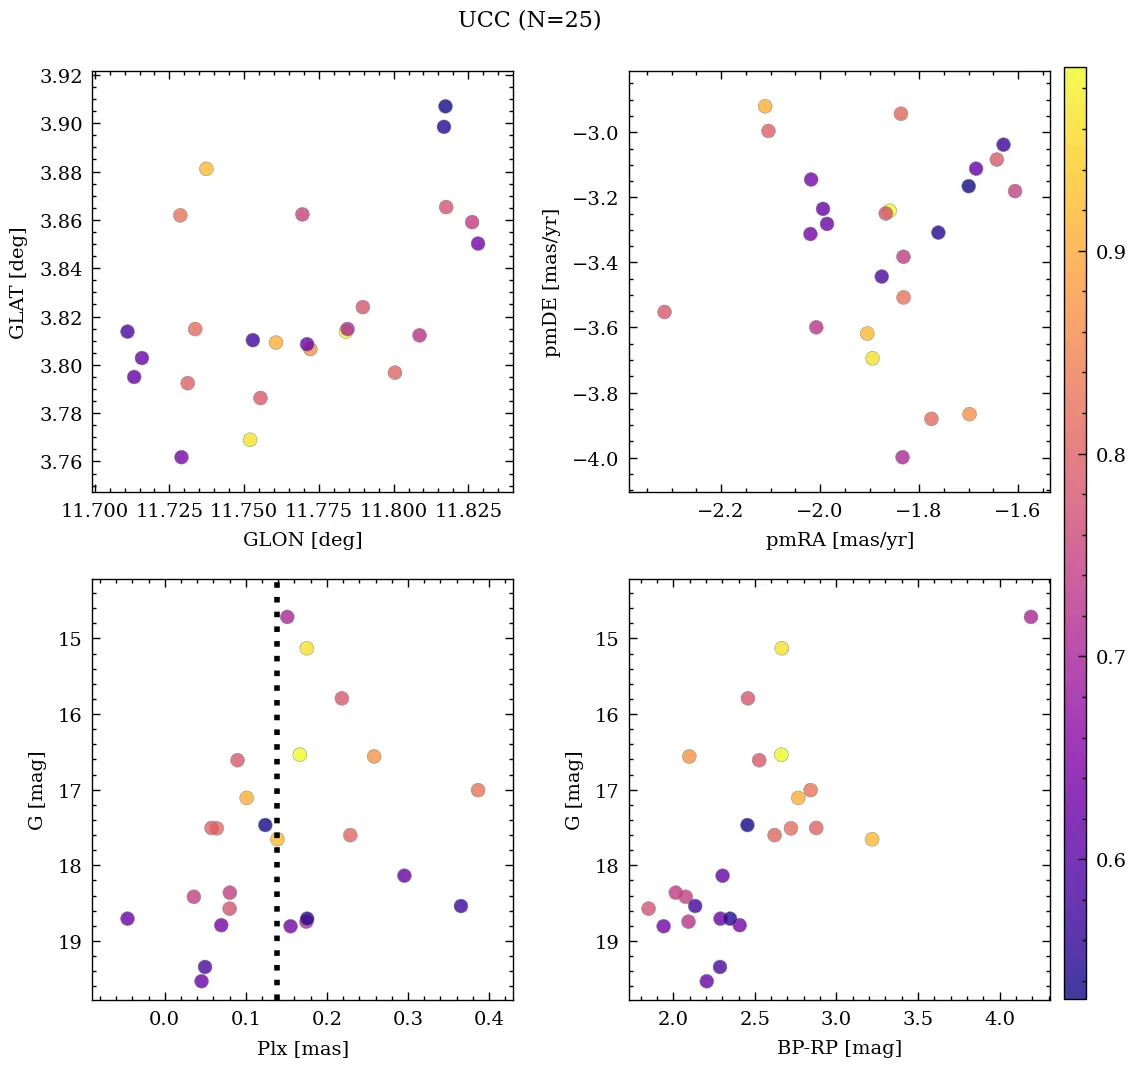 UCC (N=25)
3.92
3.90
3.88
3.86
3.84
3.82
3.80
3.78
3.76
GLAT [deg]
11.700 11.725 11.750 11.775 11.800 11.825
GLON [deg]
−3.0
−3.2
−3.4
−3.6
−3.8
−4.0
pmDE [mas/yr]
−2.2 −2.0 −1.8 −1.6
pmRA [mas/yr]
15
16
17
18
19
G [mag]
0.0 0.1 0.2 0.3 0.4
Plx [mas]
15
16
17
18
19
G [mag]
2.0 2.5 3.0 3.5 4.0
BP-RP [mag]
0.9
0.8
0.7
0.6